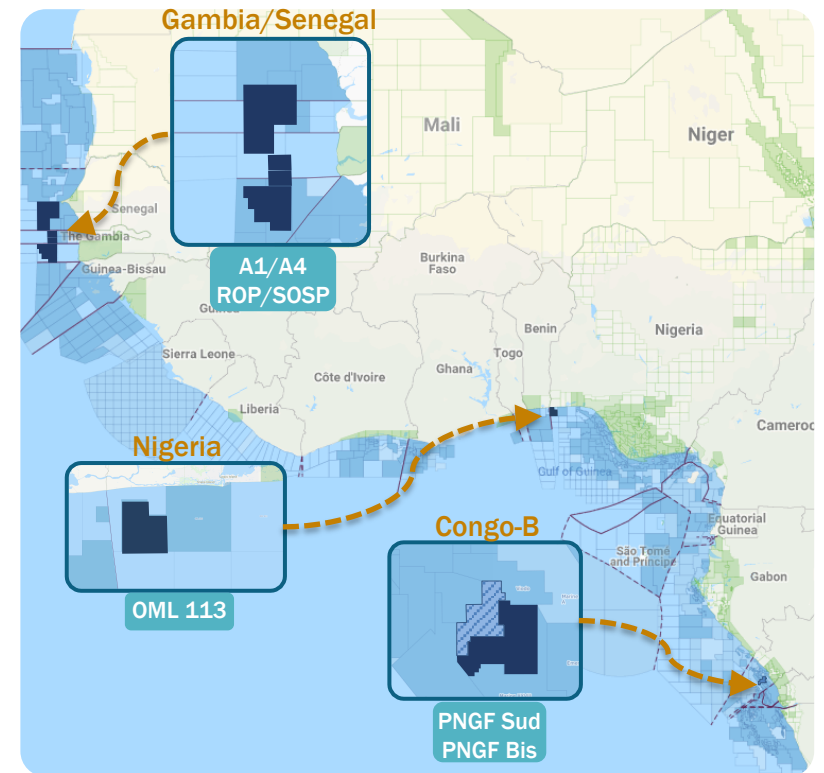 Gambia/Senegal
Mali
Niger
Senegal
The Gambia
A1/A4
ROP/SOSP
Guinea-Bissau
Burkina
Faso
Benin
Nigeria
Togo
Sierra Leone
Ghana
Côte d'Ivoire
Liberia
Nigeria
Gulf of Guinea
OML 113
Congo-B
Equatorial
Guinea
São Tomé
and Príncipe
Gabon
PNGF Sud
PNGF Bis